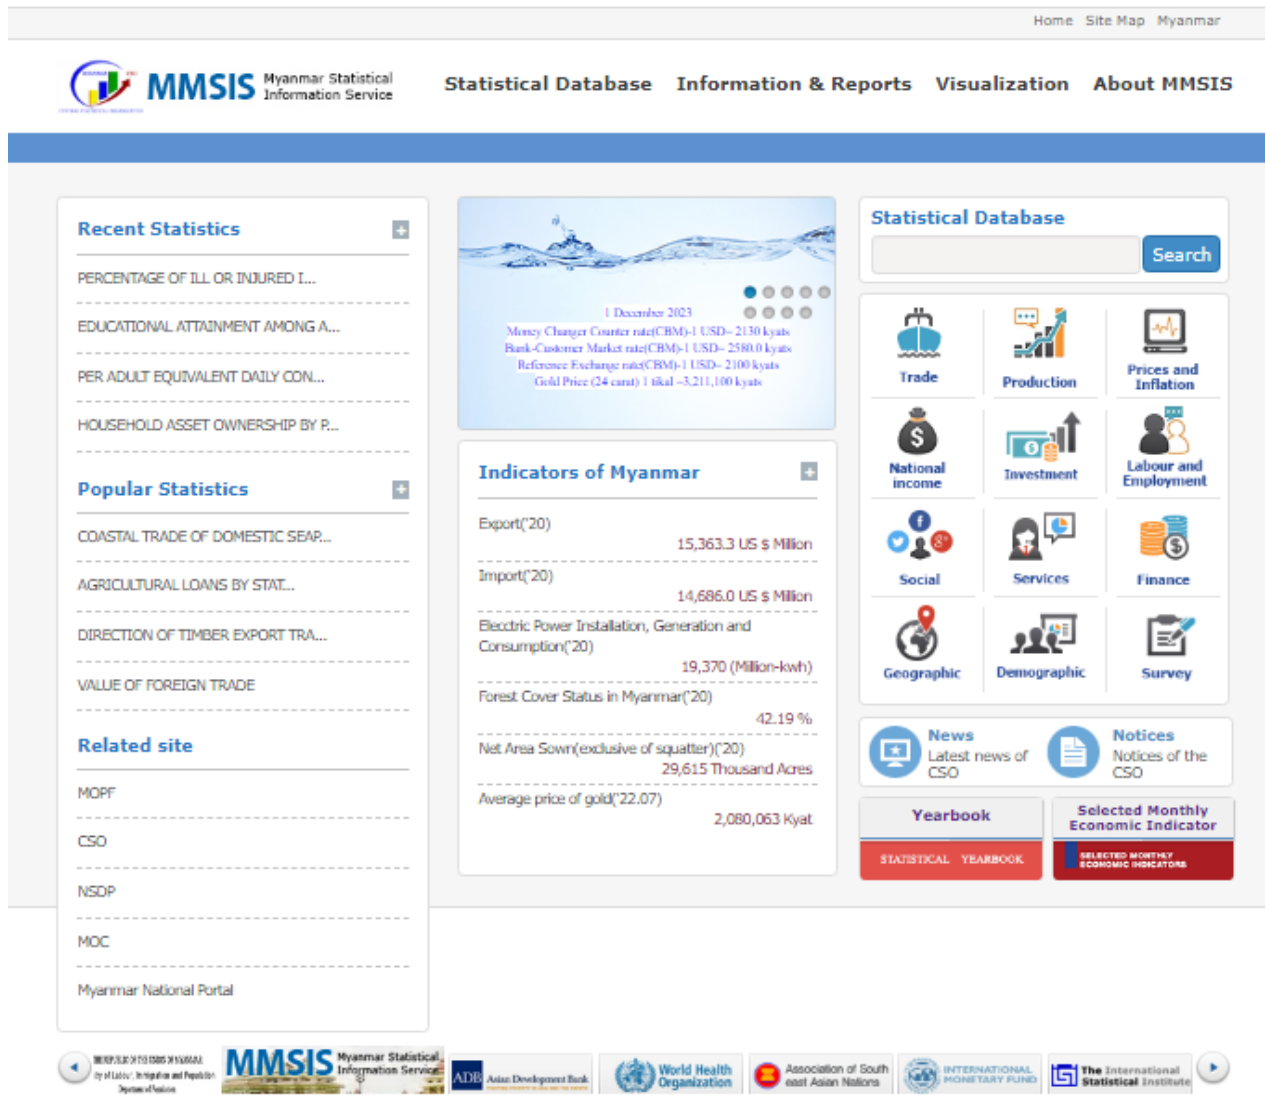 Home Site Map Myanmar
MMSIS Myanmar Statistical
Information Service
Statistical Database Information & Reports Visualization About MMSIS
Recent Statistics
PERCENTAGE OF ILL OR INJURED I...
EDUCATIONAL ATTAINMENT AMONG A...
PER ADULT EQUIVALENT DAILY CON...
HOUSEHOLD ASSET OWNERSHIP BY P...
Popular Statistics
COASTAL TRADE OF DOMESTIC SEAP...
AGRICULTURAL LOANS BY STAT...
DIRECTION OF TIMBER EXPORT TRA...
VALUE OF FOREIGN TRADE
Related site
MOPF
CSO
NSDP
MOC
Myanmar National Portal
1 December 2023
Money Changer Counter rate(CBM)-1 USD– 2130 kyats
Bank-Customer Market rate(CBM)-1 USD– 2580.0 kyats
Reference Exchange rate(CBM)-1 USD– 2100 kyats
Gold Price (24 carat) 1 tikal –3,211,100 kyats
Indicators of Myanmar
Export('20)
15,363.3 US $ Million
Import('20)
14,686.0 US $ Million
Elecctric Power Installation, Generation and
Consumption('20)
19,370 (Million-kwh)
Forest Cover Status in Myanmar('20)
42.19 %
Net Area Sown(exclusive of squatter)('20)
29,615 Thousand Acres
Average price of gold('22.07)
2,080,063 Kyat
Statistical Database
Search
Trade
Production
Prices and
Inflation
National
income
Investment
Labour and
Employment
Social
Services
Finance
Geographic
Demographic
Survey
News
Latest news of
CSO
Notices
Notices of the
CSO
Yearbook
STATISTICAL YEARBOOK
Selected Monthly
Economic Indicator
SELECTED MONTHLY
ECONOMIC INDICATORS
MMSIS Myanmar Statistical
Information Service
ADB Asian Development Bank
World Health
Organization
Association of South
east Asian Nations
INTERNATIONAL
MONETARY FUND
The International
Statistical Institute